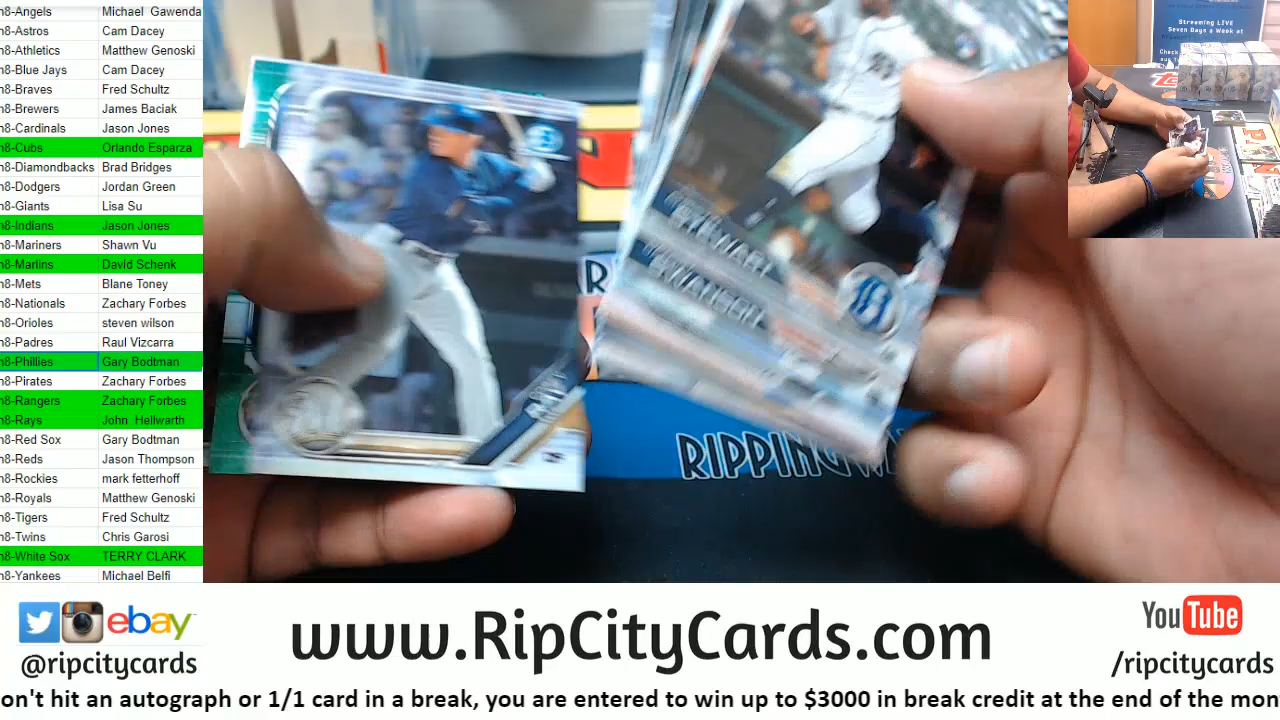 n8-Angels Michael Gawenda
n8-Astros Cam Dacey
n8-Athletics Matthew Genoski
n8-Blue Jays Cam Dacey
n8-Braves Fred Schultz
n8-Brewers James Baciak
n8-Cardinals Jason Jones
n8-Cubs Orlando Esparza
n8-Diamondbacks Brad Bridges
n8-Dodgers Jordan Green
n8-Giants Lisa Su
n8-Indians Jason Jones
n8-Mariners Shawn Vu
n8-Marlins David Schenk
n8-Mets Blane Toney
n8-Nationals Zachary Forbes
n8-Orioles steven wilson
n8-Padres Raul Vizcarra
n8-Phillies Gary Bodtman
n8-Pirates Zachary Forbes
n8-Rangers Zachary Forbes
n8-Rays John Hellwarth
n8-Red Sox Gary Bodtman
n8-Reds Jason Thompson
n8-Rockies mark fetterhoff
n8-Royals Matthew Genoski
n8-Tigers Fred Schultz
n8-Twins Chris Garosi
n8-White Sox TERRY CLARK
n8-Yankees Michael Belfi
Streaming LIVE
Seven Days a Week at
RIPPING
ebay
@ripcitycards
www.RipCityCards.com
YouTube
/ripcitycards
on't hit an autograph or 1/1 card in a break, you are entered to win up to $3000 in break credit at the end of the mon